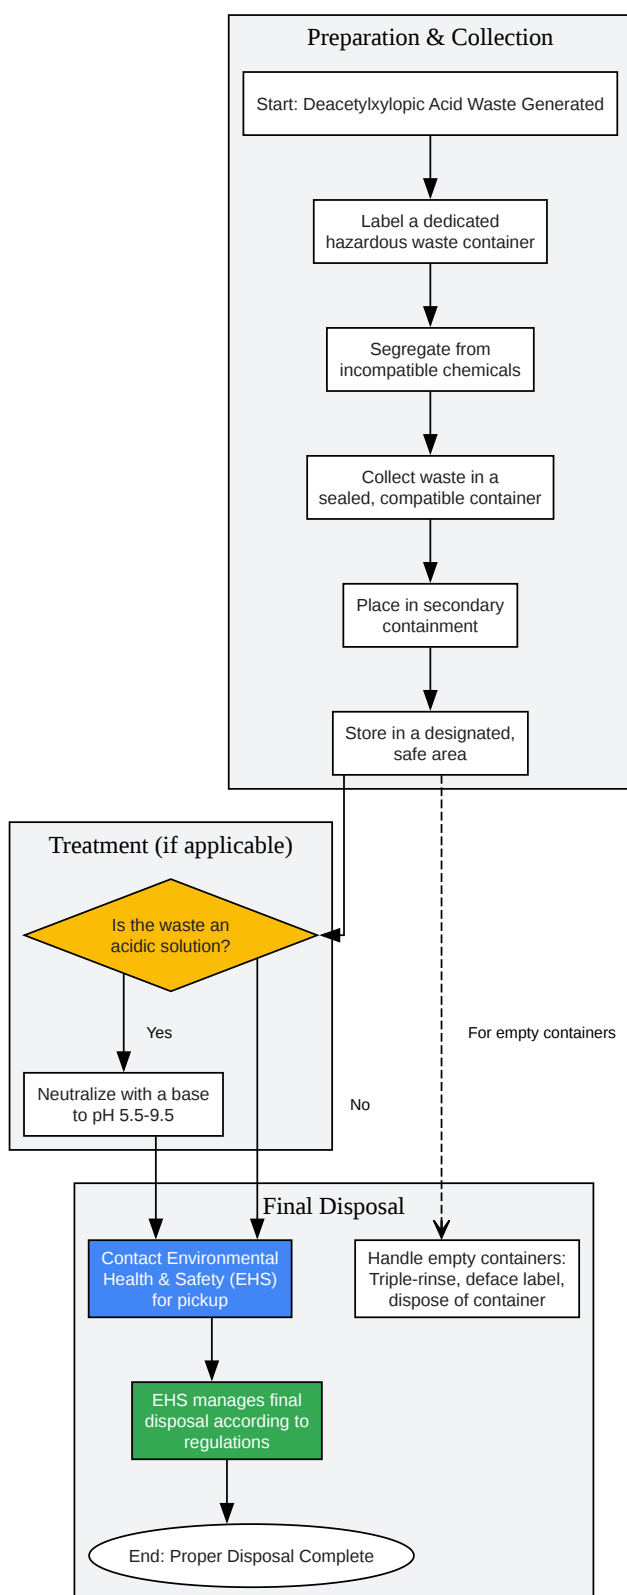 Preparation & Collection
Start: Deacetylxylopic Acid Waste Generated
Label a dedicated
hazardous waste container
Segregate from
incompatible chemicals
Collect waste in a
sealed, compatible container
Place in secondary
containment
Store in a designated,
safe area
Treatment (if applicable)
Is the waste an
acidic solution?
Yes
For empty containers
Neutralize with a base
to pH 5.5-9.5
No
Final Disposal
Contact Environmental
Health & Safety (EHS)
for pickup
Handle empty containers:
Triple-rinse, deface label,
dispose of container
EHS manages final
disposal according to
regulations
End: Proper Disposal Complete